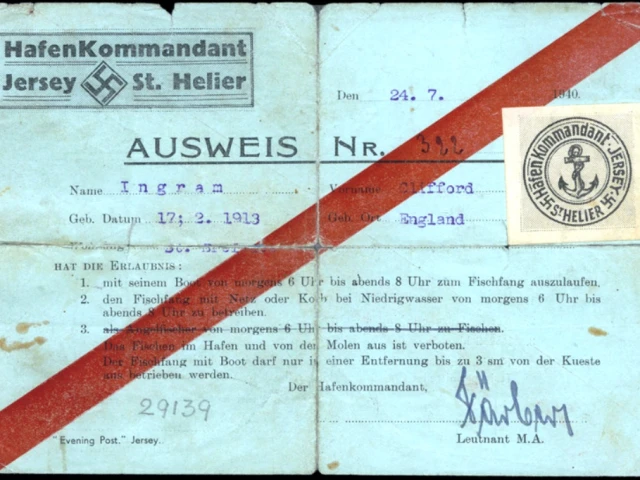 HafenKommandant
Jersey St. Helier
Den 24. 7. 1940.
AUSWEIS NR. 322
Name Ingram Vorname Clifford
Geb. Datum 17; 2. 1913 Geb. Ort England
Hafen Kommandant · JERSEY
ST HELIER
Wohnung: St.
HAT DIE ERLAUBNIS:
1. mit seinem Boot von morgens 6 Uhr bis abends 8 Uhr zum Fischfang auszulaufen.
2. den Fischfang mit Netz oder Korb bei Niedrigwasser von morgens 6 Uhr bis
abends 8 Uhr zu betreiben.
3. als Angelfischer von morgens 6 Uhr bis abends 8 Uhr zu Fischen.
Das Fischen im Hafen und von den Molen aus ist verboten.
Der Fischfang mit Boot darf nur in einer Entfernung bis zu 3 sm von der Kueste
aus betrieben werden.
Der Hafenkommandant,
29139
Färber
"Evening Post." Jersey.
Leutnant M.A.